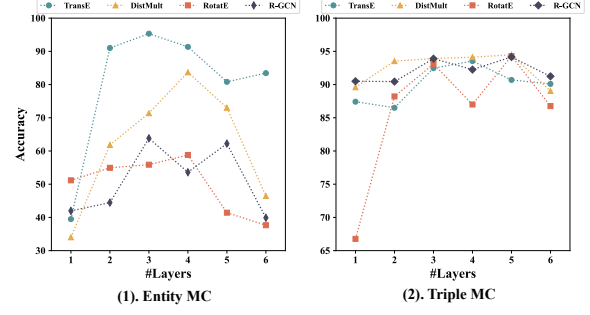 TransE DistMult RotatE R-GCN
100
90
80
70
60
50
40
30
Accuracy
1 2 3 4 5 6
#Layers
(1). Entity MC
TransE DistMult RotatE R-GCN
100
95
90
85
80
75
70
65
1 2 3 4 5 6
#Layers
(2). Triple MC